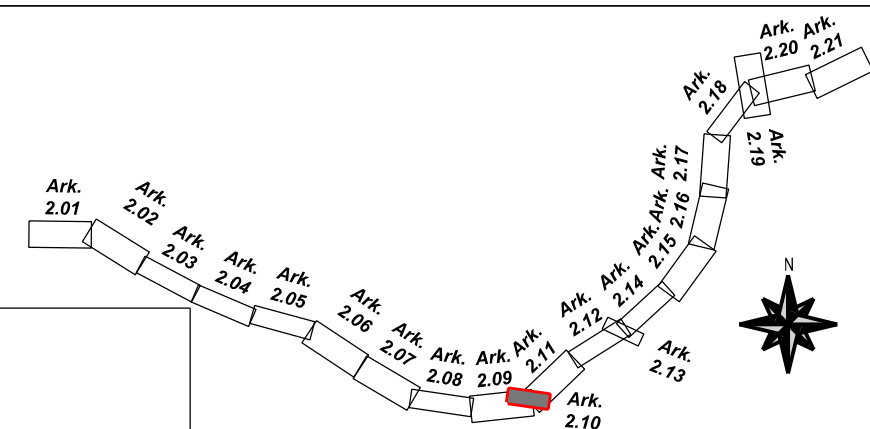 Ark.
2.01
Ark.
2.02
Ark.
2.03
Ark.
2.04
Ark.
2.05
Ark.
2.06
Ark.
2.07
Ark.
2.08
Ark.
2.09
Ark.
2.10
Ark.
2.11
Ark.
2.12
Ark.
2.13
Ark.
2.14
Ark.
2.15
Ark.
2.16
Ark.
2.17
Ark.
2.18
Ark.
2.19
Ark.
2.20
Ark.
2.21
N